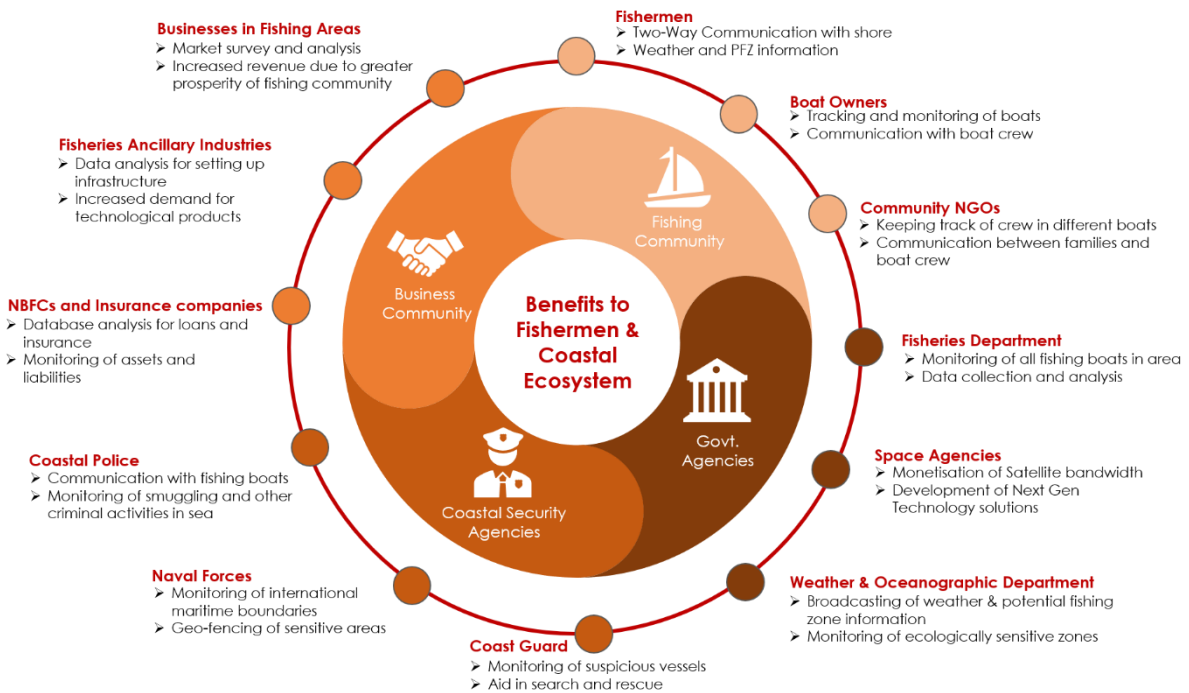 Businesses in Fishing Areas
➢ Market survey and analysis
➢ Increased revenue due to greater
prosperity of fishing community
Fishermen
➢ Two-Way Communication with shore
➢ Weather and PFZ information
Boat Owners
➢ Tracking and monitoring of boats
➢ Communication with boat crew
Community NGOs
➢ Keeping track of crew in different boats
➢ Communication between families and
boat crew
Fisheries Department
➢ Monitoring of all fishing boats in area
➢ Data collection and analysis
Space Agencies
➢ Monetisation of Satellite bandwidth
➢ Development of Next Gen
Technology solutions
Weather & Oceanographic Department
➢ Broadcasting of weather & potential fishing
zone information
➢ Monitoring of ecologically sensitive zones
Coast Guard
➢ Monitoring of suspicious vessels
➢ Aid in search and rescue
Naval Forces
➢ Monitoring of international
maritime boundaries
➢ Geo-fencing of sensitive areas
Coastal Police
➢ Communication with fishing boats
➢ Monitoring of smuggling and other
criminal activities in sea
NBFCs and Insurance companies
➢ Database analysis for loans and
insurance
➢ Monitoring of assets and
liabilities
Fisheries Ancillary Industries
➢ Data analysis for setting up
infrastructure
➢ Increased demand for
technological products
Fishing
Community
Business
Community
Benefits to
Fishermen &
Coastal
Ecosystem
Govt.
Agencies
Coastal Security
Agencies